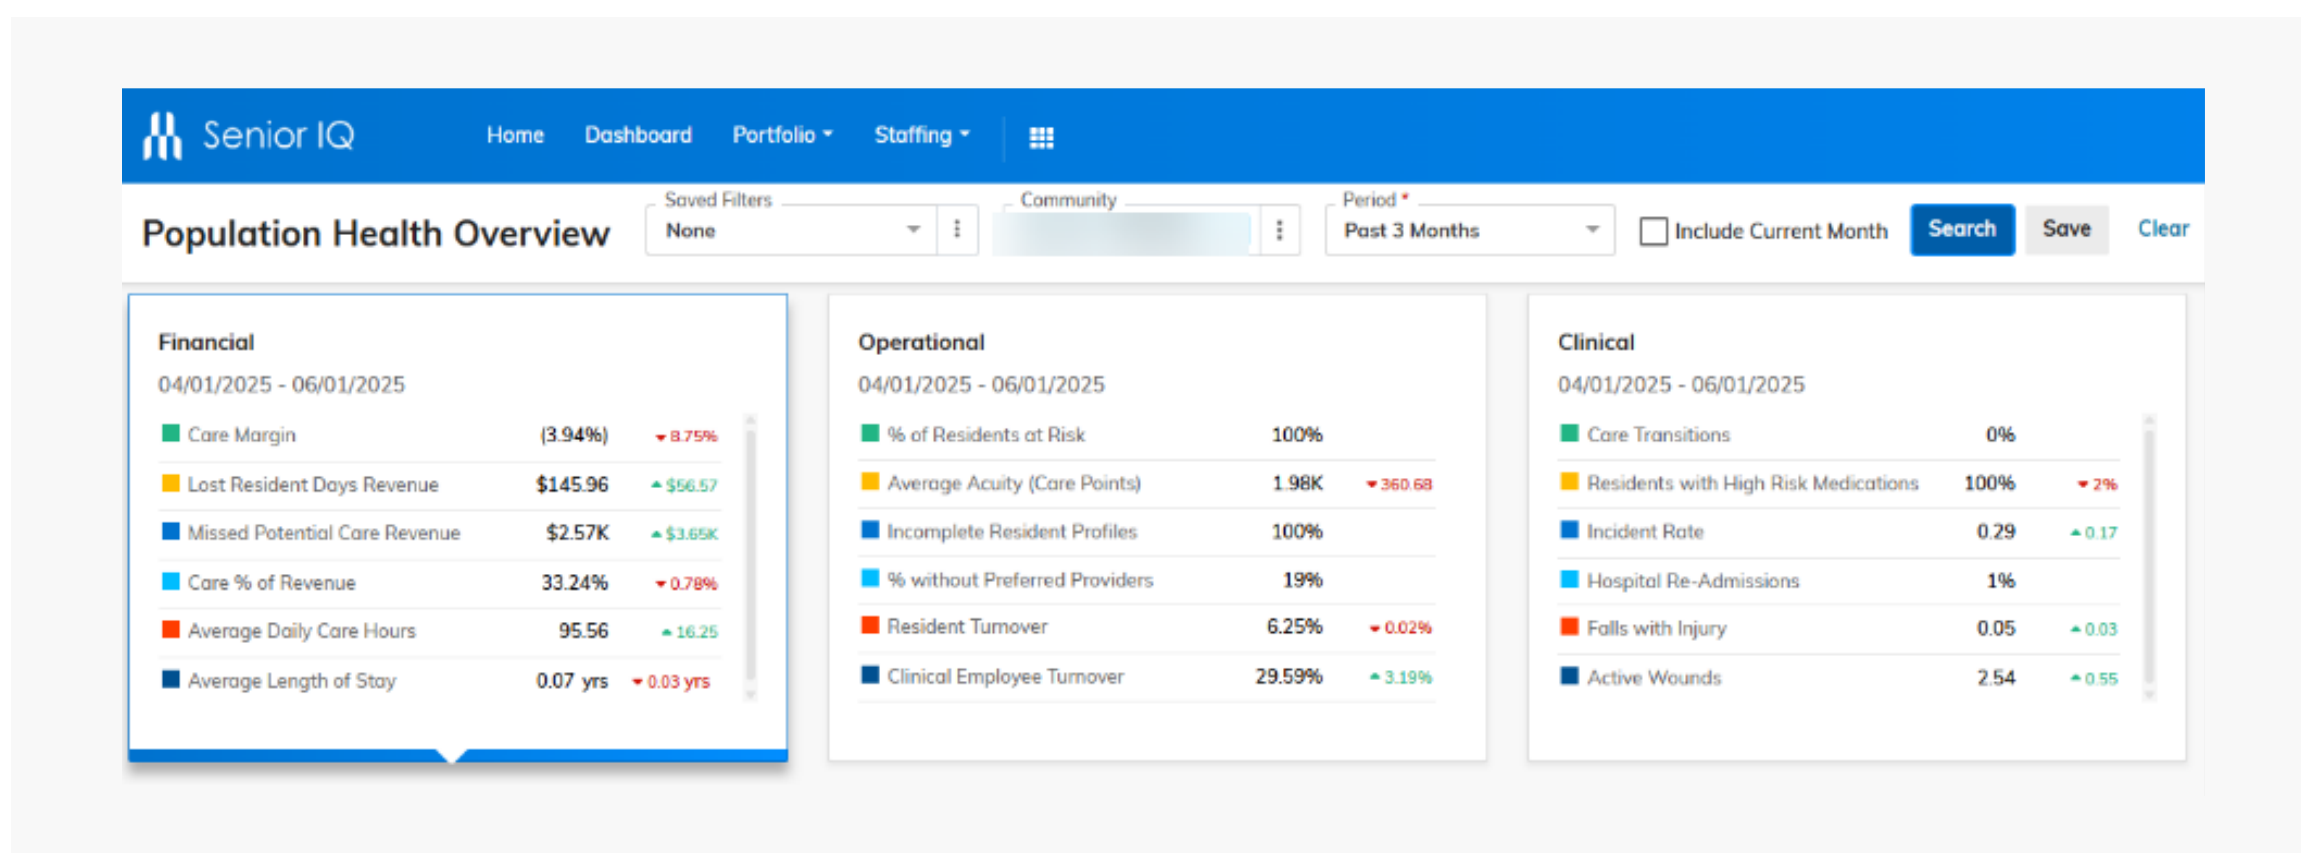 Senior IQ
Home
Dashboard
Portfolio
Staffing
Population Health Overview
Saved Filters
None
Community
Period *
Past 3 Months
Include Current Month
Search
Save
Clear
Financial
04/01/2025 - 06/01/2025
Care Margin (3.94%) 8.75%
Lost Resident Days Revenue $145.96 $56.57
Missed Potential Care Revenue $2.57K $3.65K
Care % of Revenue 33.24% 0.78%
Average Daily Care Hours 95.56 16.25
Average Length of Stay 0.07 yrs 0.03 yrs
Operational
04/01/2025 - 06/01/2025
% of Residents at Risk 100%
Average Acuity (Care Points) 1.98K 360.68
Incomplete Resident Profiles 100%
% without Preferred Providers 19%
Resident Turnover 6.25% 0.02%
Clinical Employee Turnover 29.59% 3.19%
Clinical
04/01/2025 - 06/01/2025
Care Transitions 0%
Residents with High Risk Medications 100% 2%
Incident Rate 0.29 0.17
Hospital Re-Admissions 1%
Falls with Injury 0.05 0.03
Active Wounds 2.54 0.55